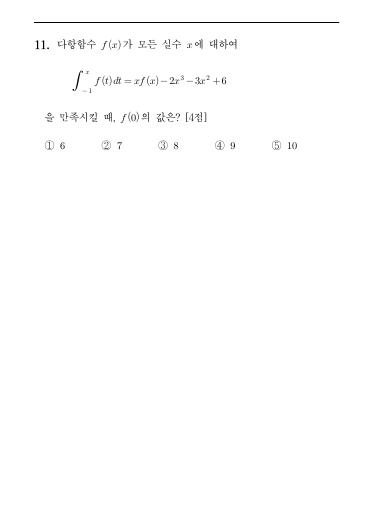 11. 다항함수 f(x)가 모든 실수 x에 대하여
∫_{-1}^{x} f(t)dt = xf(x) − 2x³ − 3x² + 6
을 만족시킬 때, f(0)의 값은? [4점]
① 6 ② 7 ③ 8 ④ 9 ⑤ 10